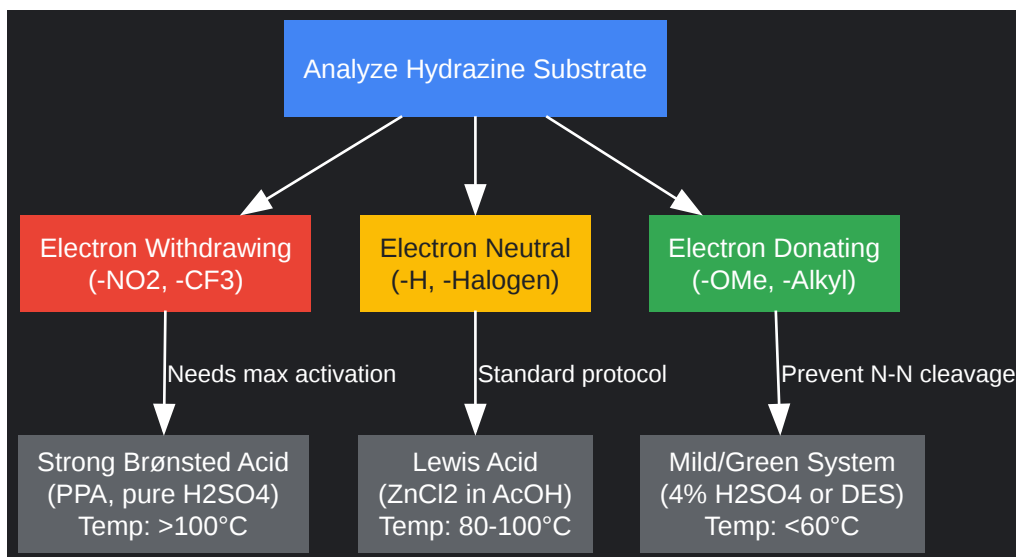 Analyze Hydrazine Substrate
Electron Withdrawing
(-NO2, -CF3)
Electron Neutral
(-H, -Halogen)
Electron Donating
(-OMe, -Alkyl)
Needs max activation
Standard protocol
Prevent N-N cleavage
Strong Brønsted Acid
(PPA, pure H2SO4)
Temp: >100°C
Lewis Acid
(ZnCl2 in AcOH)
Temp: 80-100°C
Mild/Green System
(4% H2SO4 or DES)
Temp: <60°C